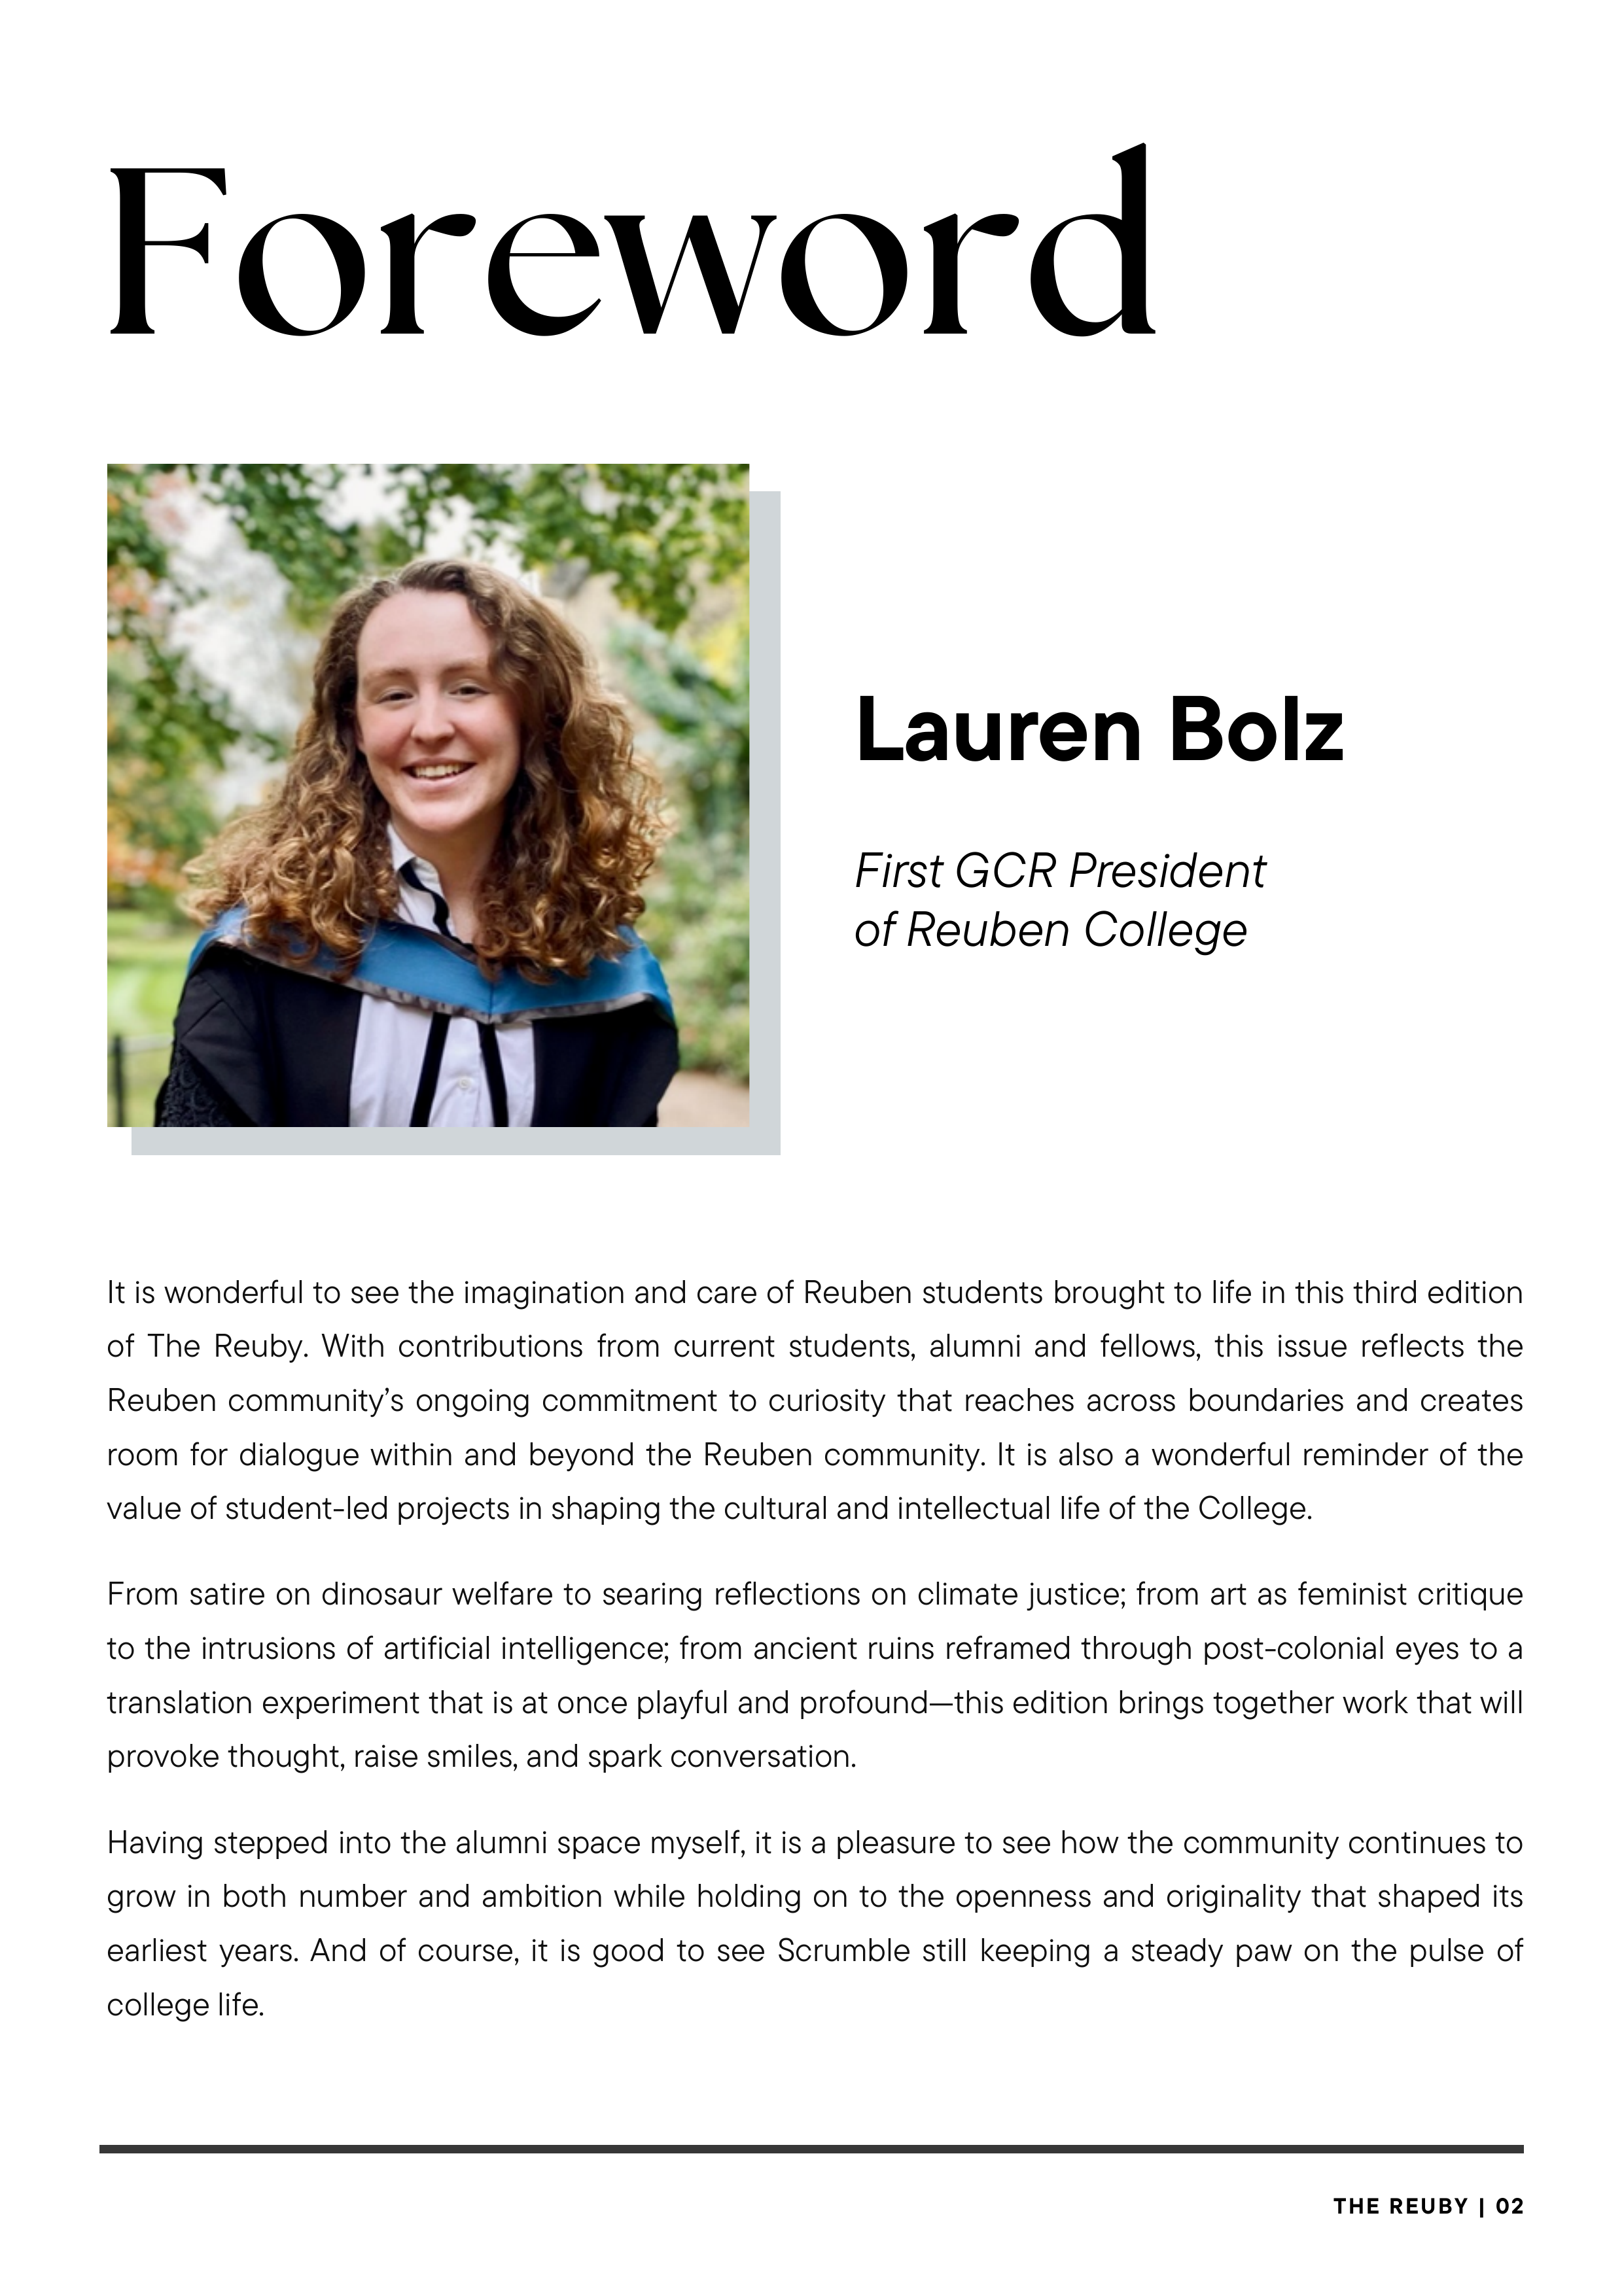 Foreword
Lauren Bolz
First GCR President
of Reuben College
It is wonderful to see the imagination and care of Reuben students brought to life in this third edition
of The Reuby. With contributions from current students, alumni and fellows, this issue reflects the
Reuben community’s ongoing commitment to curiosity that reaches across boundaries and creates
room for dialogue within and beyond the Reuben community. It is also a wonderful reminder of the
value of student-led projects in shaping the cultural and intellectual life of the College.
From satire on dinosaur welfare to searing reflections on climate justice; from art as feminist critique
to the intrusions of artificial intelligence; from ancient ruins reframed through post-colonial eyes to a
translation experiment that is at once playful and profound—this edition brings together work that will
provoke thought, raise smiles, and spark conversation.
Having stepped into the alumni space myself, it is a pleasure to see how the community continues to
grow in both number and ambition while holding on to the openness and originality that shaped its
earliest years. And of course, it is good to see Scrumble still keeping a steady paw on the pulse of
college life.
THE REUBY | 02